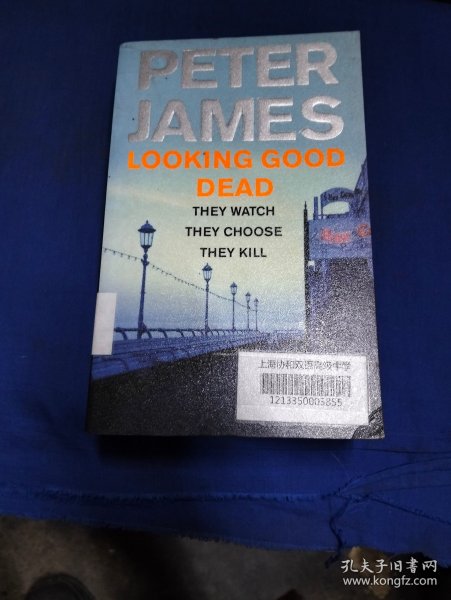 PETER
JAMES
LOOKING GOOD
DEAD
THEY WATCH
THEY CHOOSE
THEY KILL
上海协和双语高级中学
1213350003855
孔夫子旧书网
www.kongfz.com